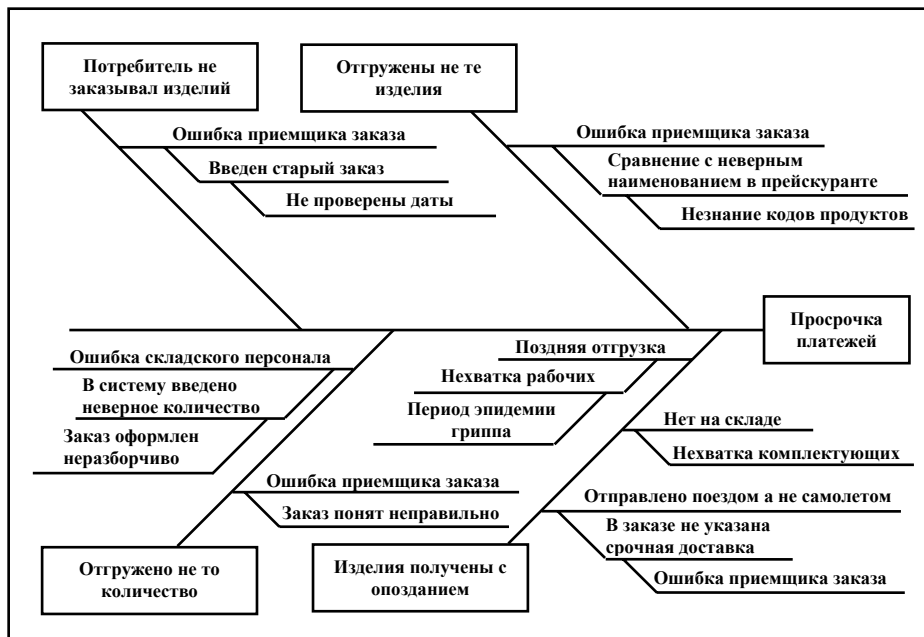 Потребитель не
заказывал изделий
Отгружены не те
изделия
Ошибка приемщика заказа
Введен старый заказ
Не проверены даты
Ошибка приемщика заказа
Сравнение с неверным
наименованием в прейскуранте
Незнание кодов продуктов
Просрочка
платежей
Ошибка складского персонала
В систему введено
неверное количество
Заказ оформлен
неразборчиво
Ошибка приемщика заказа
Заказ понят неправильно
Отгружено не то
количество
Поздняя отгрузка
Нехватка рабочих
Период эпидемии
гриппа
Нет на складе
Нехватка комплектующих
Отправлено поездом а не самолетом
В заказе не указана
срочная доставка
Ошибка приемщика заказа
Изделия получены с
опозданием